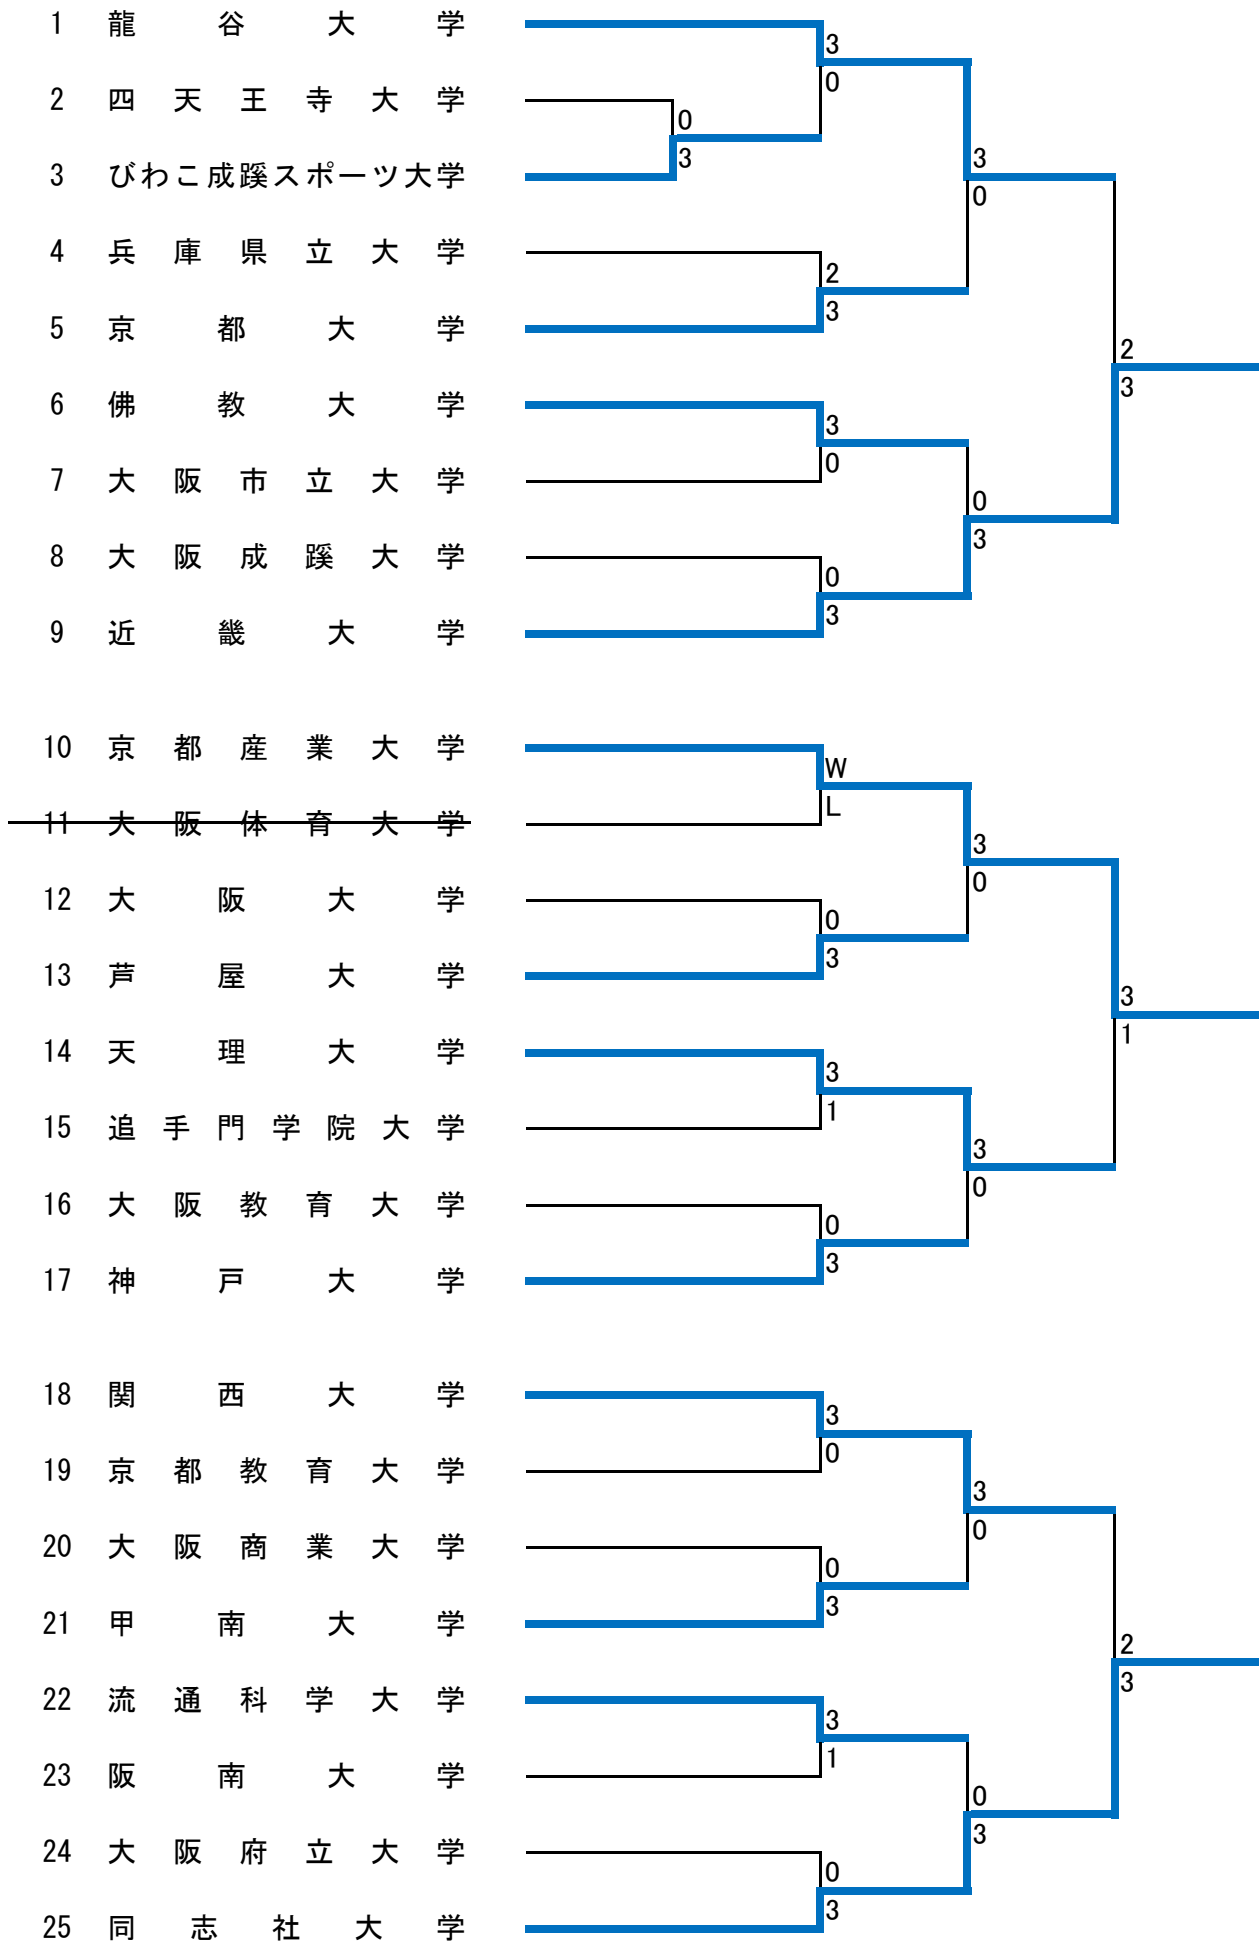 1 龍谷大学
3
0
2 四天王寺大学
0
3
3 びわこ成蹊スポーツ大学
3
0
4 兵庫県立大学
2
3
5 京都大学
2
3
6 佛教大学
3
0
7 大阪市立大学
0
3
8 大阪成蹊大学
0
3
9 近畿大学
10 京都産業大学
W
L
11 大阪体育大学
3
0
12 大阪大学
0
3
13 芦屋大学
3
1
14 天理大学
3
1
15 追手門学院大学
3
0
16 大阪教育大学
0
3
17 神戸大学
18 関西大学
3
0
19 京都教育大学
3
0
20 大阪商業大学
0
3
21 甲南大学
2
3
22 流通科学大学
3
1
23 阪南大学
0
3
24 大阪府立大学
0
3
25 同志社大学